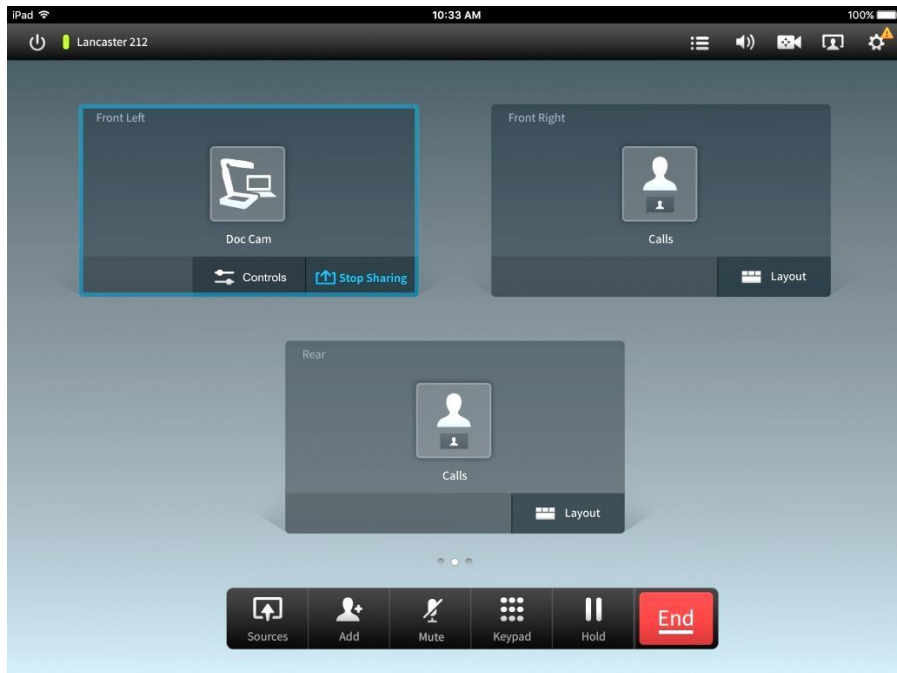 iPad 10:33 AM 100%
Lancaster 212
Front Left Front Right
Doc Cam Calls
Controls Stop Sharing Layout
Rear
Calls
Layout
Sources Add Mute Keypad Hold End